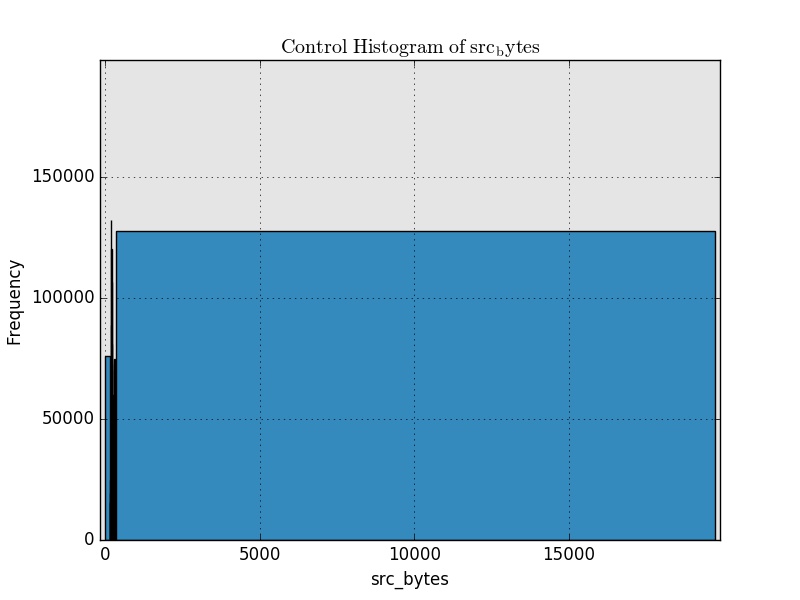 Control Histogram of src_bytes
150000
100000
50000
0
Frequency
0 5000 10000 15000
src_bytes